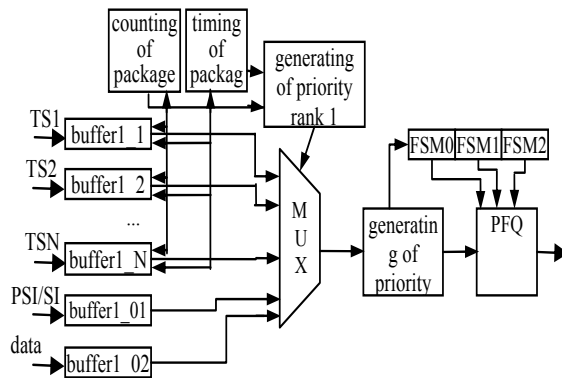 counting
of
package
timing
of
packag
generating
of priority
rank 1
TS1
buffer1_1
TS2
buffer1_2
...
TSN
buffer1_N
PSI/SI
buffer1_01
data
buffer1_02
M
U
X
generatin
g of
priority
FSM0 FSM1 FSM2
PFQ